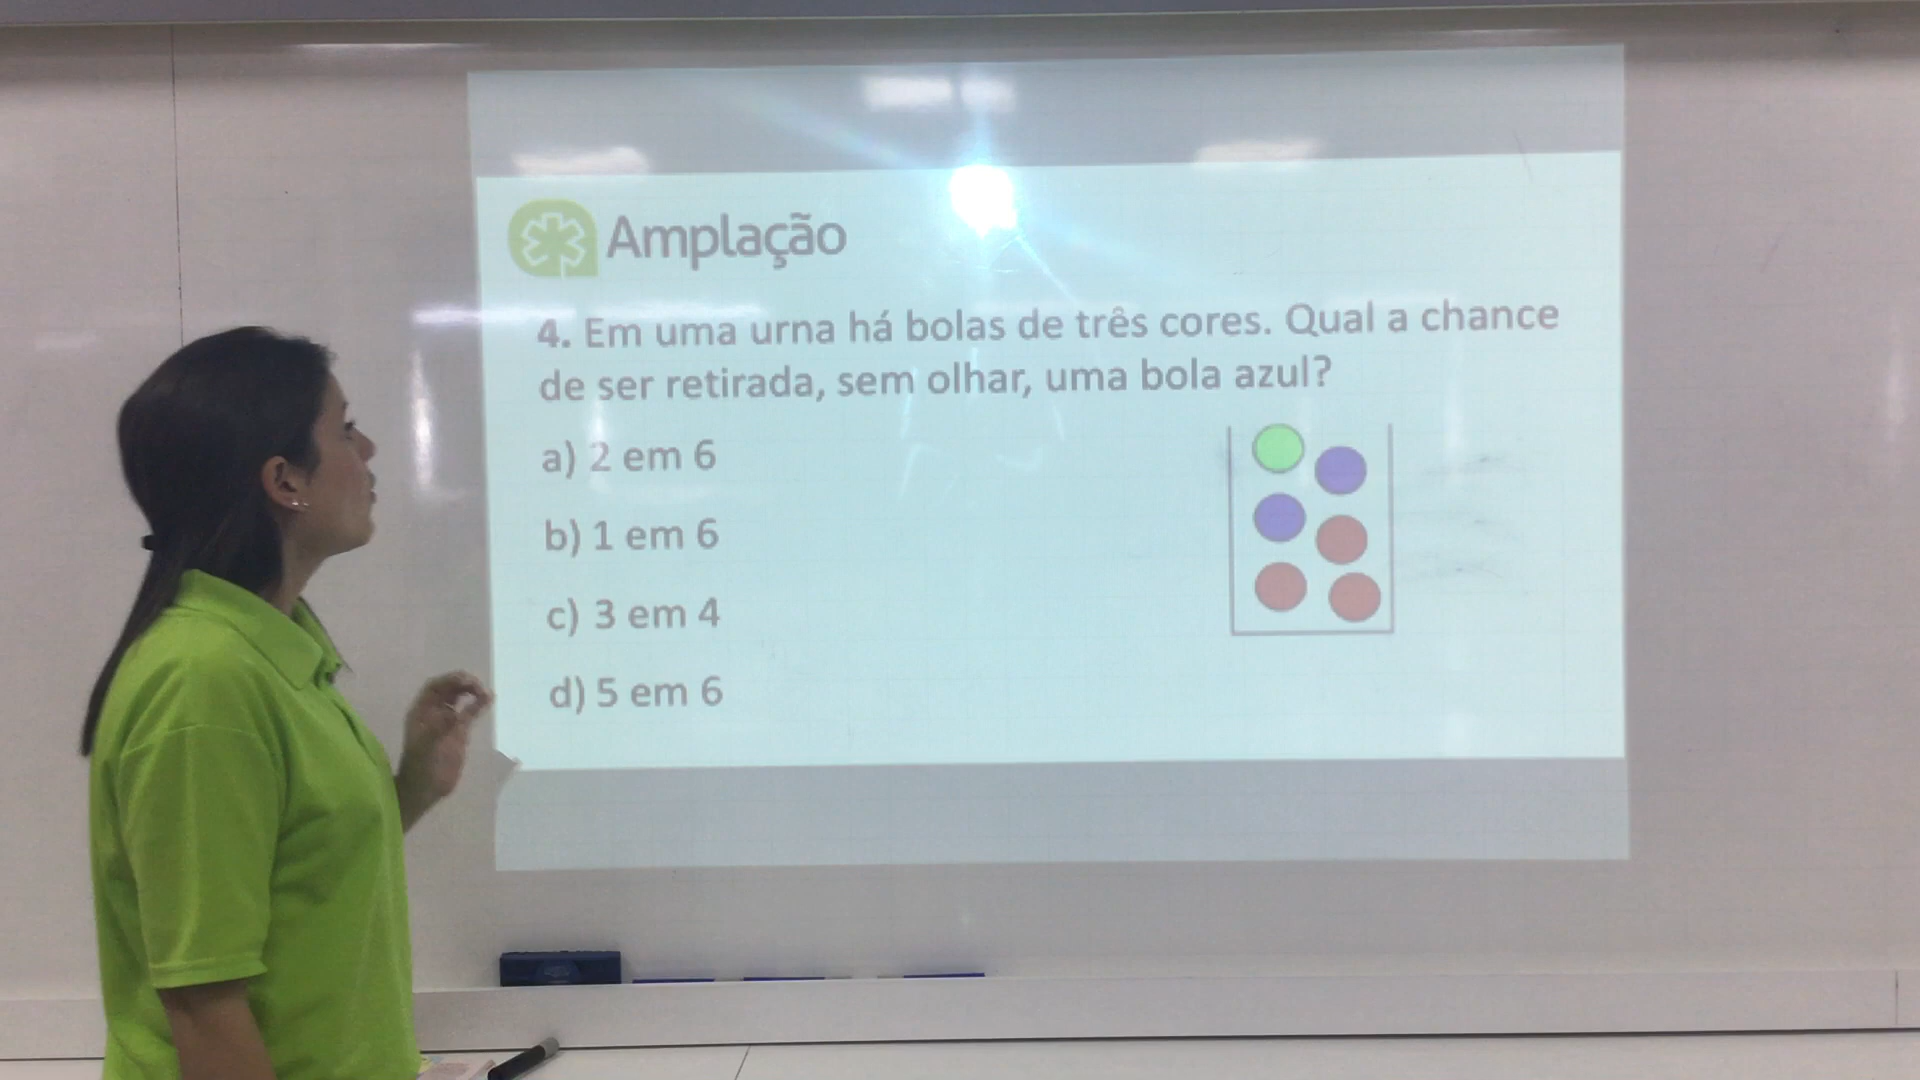 Amplação
4. Em uma urna há bolas de três cores. Qual a chance
de ser retirada, sem olhar, uma bola azul?
a) 2 em 6
b) 1 em 6
c) 3 em 4
d) 5 em 6